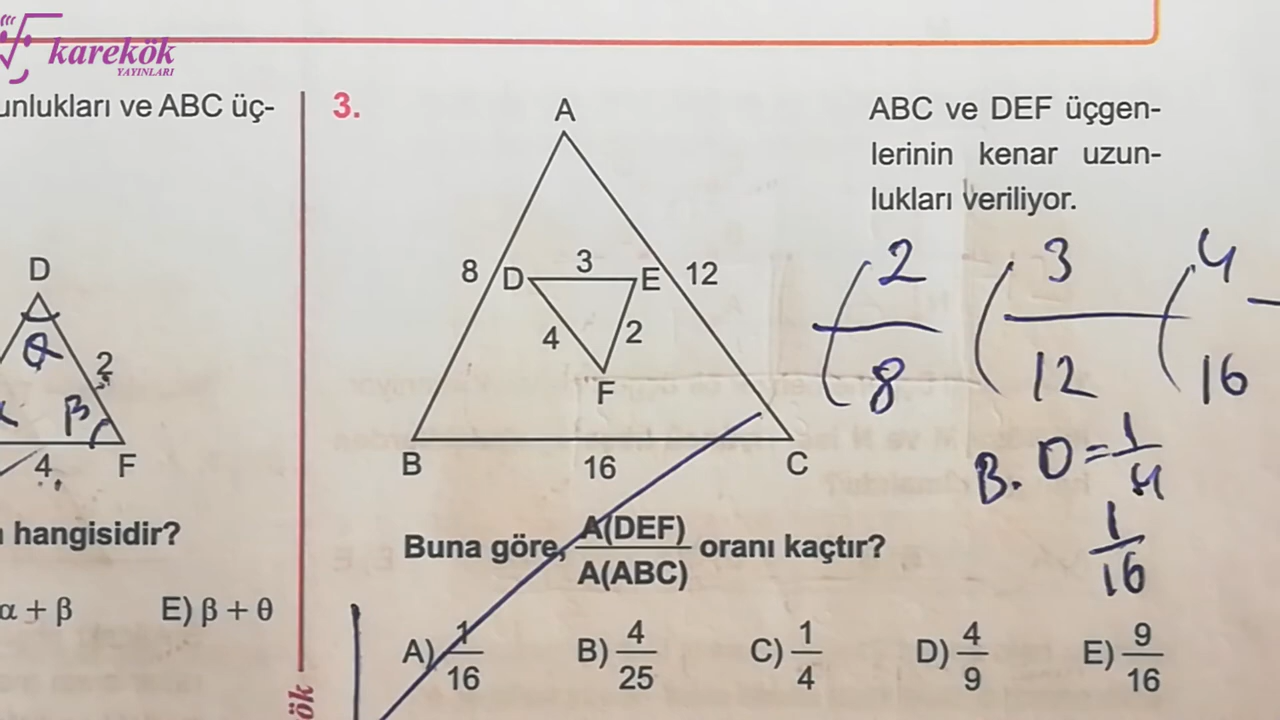 karekök
YAYINLARI
unlukları ve ABC üç-
D
α
2
β
4
F
hangisidir?
α + β
E) β + θ
ök
3.
ABC ve DEF üçgen-
lerinin kenar uzun-
lukları veriliyor.
A
8
D
3
E
12
4
2
F
B
16
C
2
8
3
12
4
16
B. O = 1/4
1/16
Buna göre, A(DEF)/A(ABC) oranı kaçtır?
A) 1/16
B) 4/25
C) 1/4
D) 4/9
E) 9/16